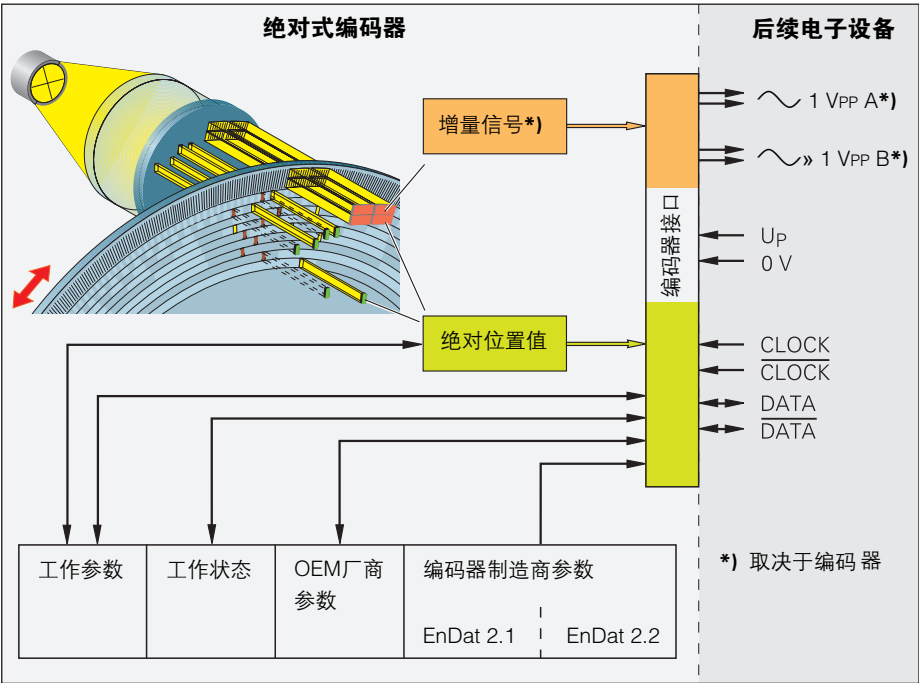 绝对式编码器
后续电子设备
增量信号*)
1 VPP A*)
» 1 VPP B*)
编码器接口
UP
0 V
绝对位置值
CLOCK
CLOCK
DATA
DATA
工作参数
工作状态
OEM厂商
参数
编码器制造商参数
EnDat 2.1
EnDat 2.2
*) 取决于编码器